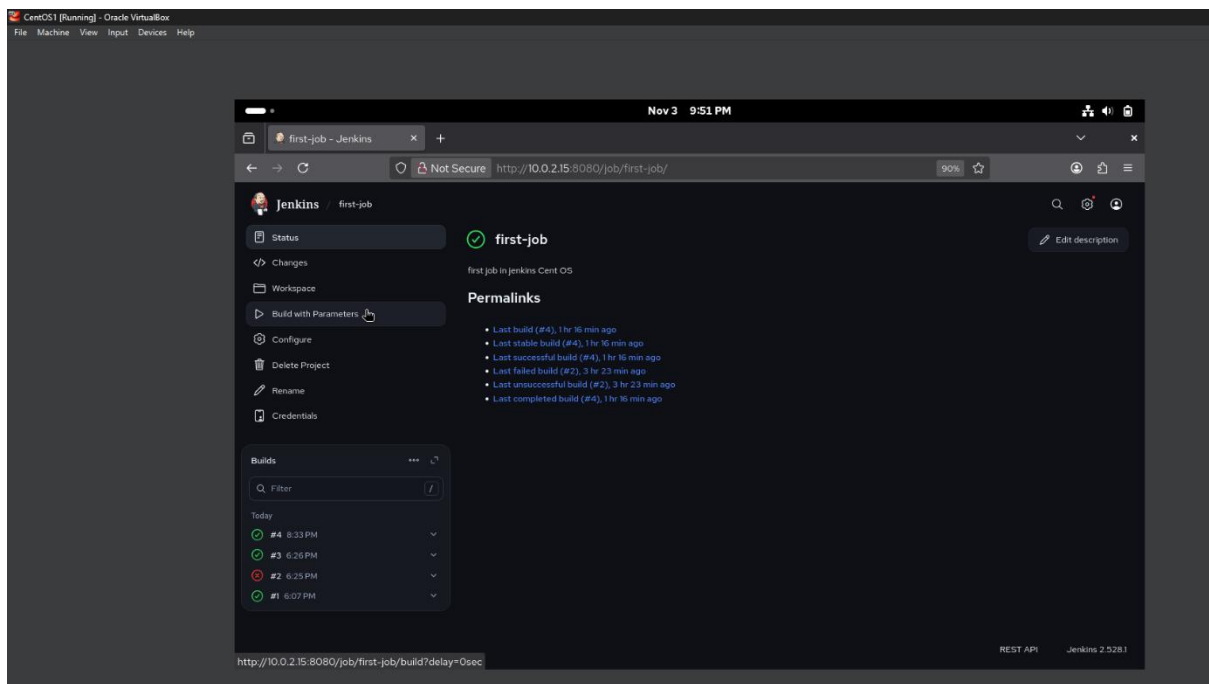 CentOS1 [Running] - Oracle VirtualBox
File Machine View Input Devices Help
Nov 3 9:51 PM
first-job - Jenkins
Not Secure http://10.0.2.15:8080/job/first-job/ 90%
Jenkins / first-job
Status
Changes
Workspace
Build with Parameters
Configure
Delete Project
Rename
Credentials
first-job
Edit description
first job in jenkins Cent OS
Permalinks
Last build (#4), 1 hr 16 min ago
Last stable build (#4), 1 hr 16 min ago
Last successful build (#4), 1 hr 16 min ago
Last failed build (#2), 3 hr 23 min ago
Last unsuccessful build (#2), 3 hr 23 min ago
Last completed build (#4), 1 hr 16 min ago
Builds
Filter /
Today
#4 8:33 PM
#3 6:26 PM
#2 6:25 PM
#1 6:07 PM
REST API Jenkins 2.528.1
http://10.0.2.15:8080/job/first-job/build?delay=0sec